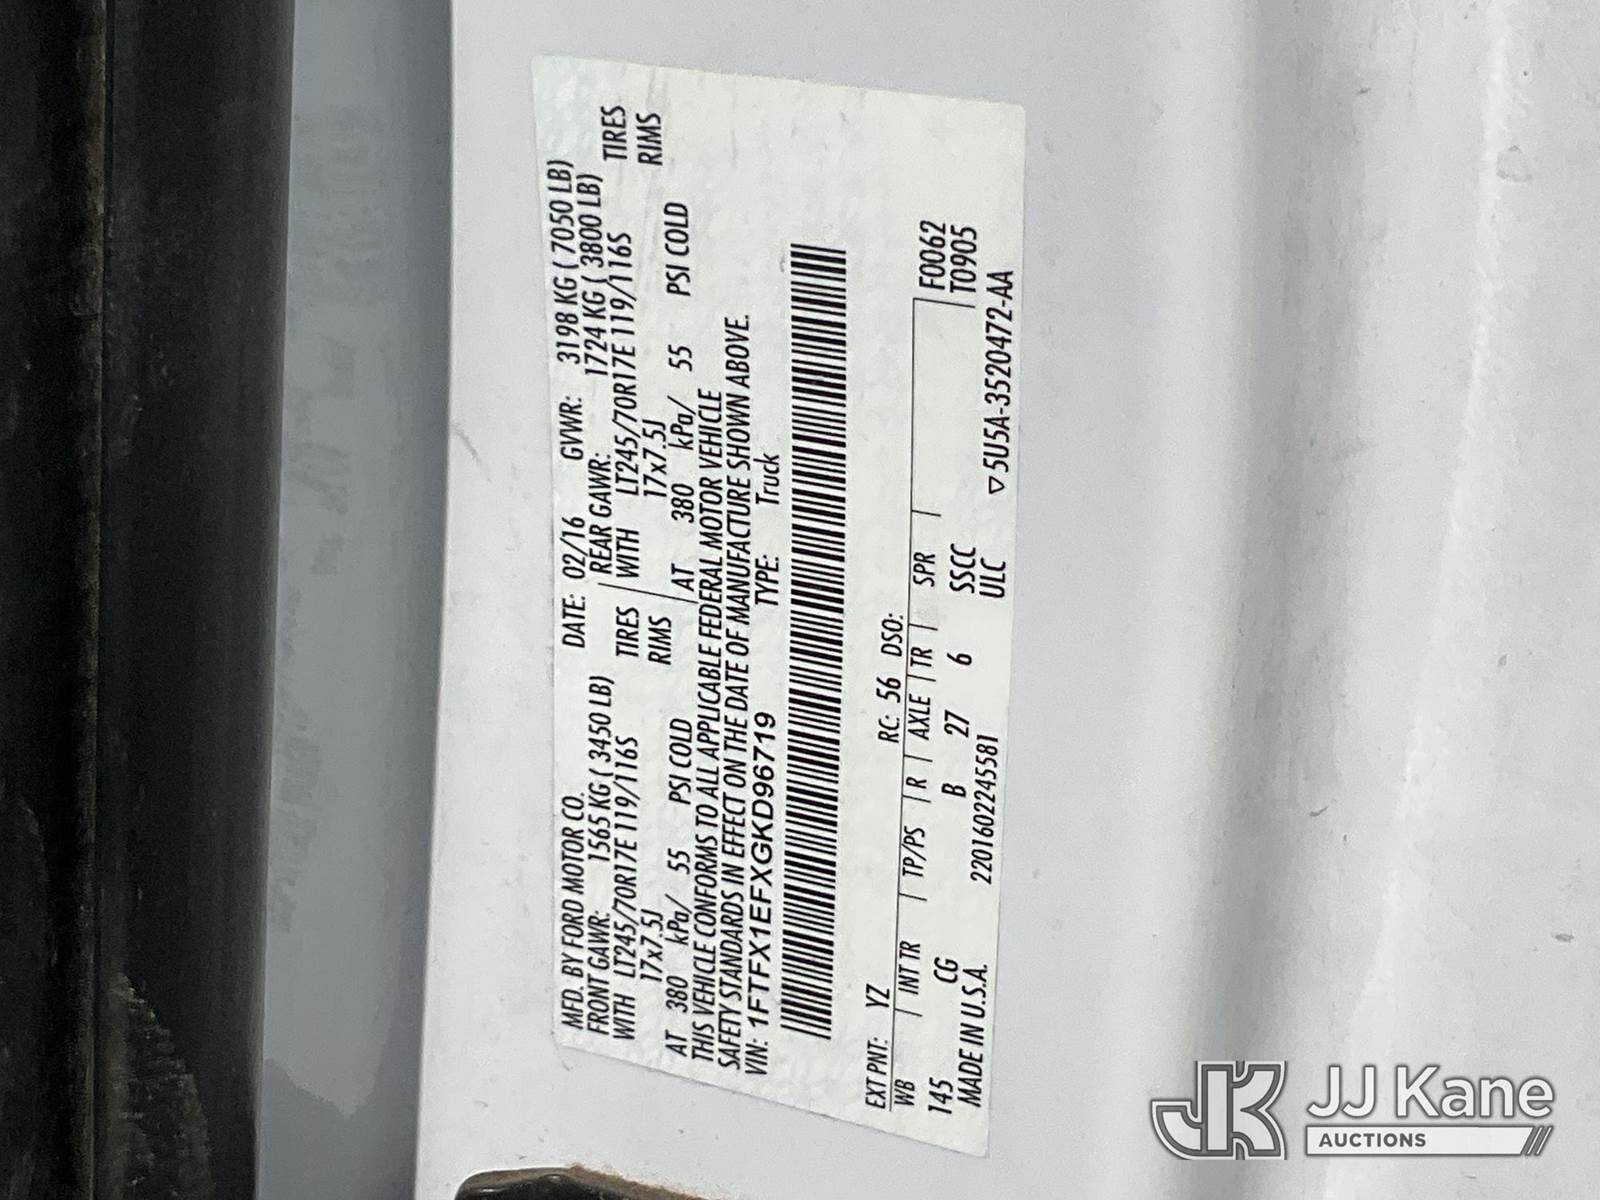 MFD. BY FORD MOTOR CO. DATE: 02/16 GVWR: 3198 KG ( 7050 LB)
FRONT GAWR: 1565 KG ( 3450 LB) REAR GAWR: 1724 KG ( 3800 LB)
WITH LT245/70R17E 119/116S TIRES WITH LT245/70R17E 119/116S TIRES
17x7.5J RIMS 17x7.5J RIMS
AT 380 kPa/ 55 PSI COLD AT 380 kPa/ 55 PSI COLD
THIS VEHICLE CONFORMS TO ALL APPLICABLE FEDERAL MOTOR VEHICLE
SAFETY STANDARDS IN EFFECT ON THE DATE OF MANUFACTURE SHOWN ABOVE.
VIN: 1FTFX1EFXGKD96719 TYPE: Truck
EXT PNT: YZ RC: 56 DSO:
WB | INT TR | TP/PS | R | AXLE | TR | SPR | F0062
145 CG B 27 6 SSCC T0905
MADE IN U.S.A. 220160224558​1 ULC ▽5U5A-3520472-AA
JK JJ Kane
AUCTIONS